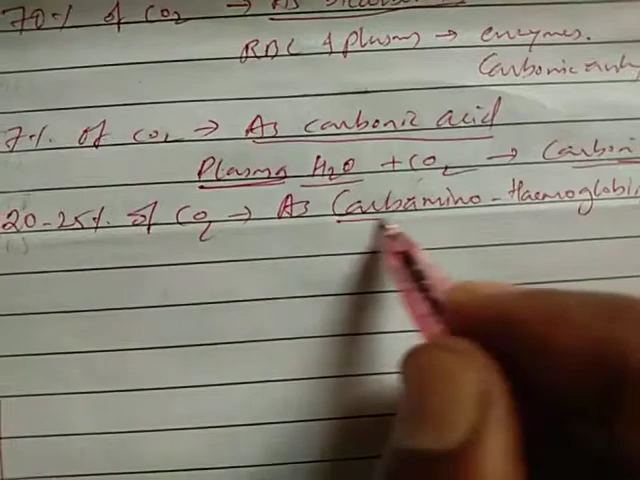 70% of CO2 → As
RBC & plasma → enzymes.
Carbonic anhy
7% of CO2 → As carbonic acid
Plasma H2O + CO2 → Carboni
20-25% of CO2 → As Carbamino-Haemoglobi